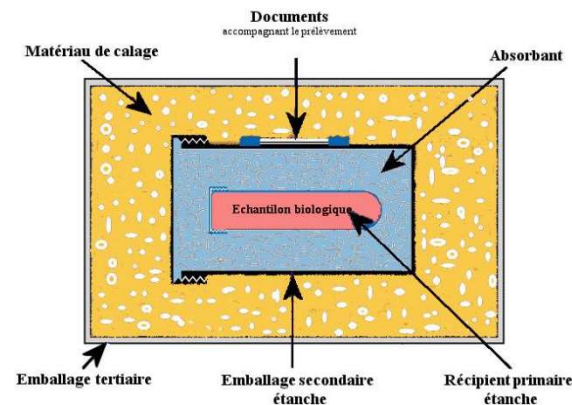 Documents
accompagnant le prélèvement
Matériau de calage
Absorbant
Echantilon biologique
Emballage tertiaire
Emballage secondaire
étanche
Récipient primaire
étanche